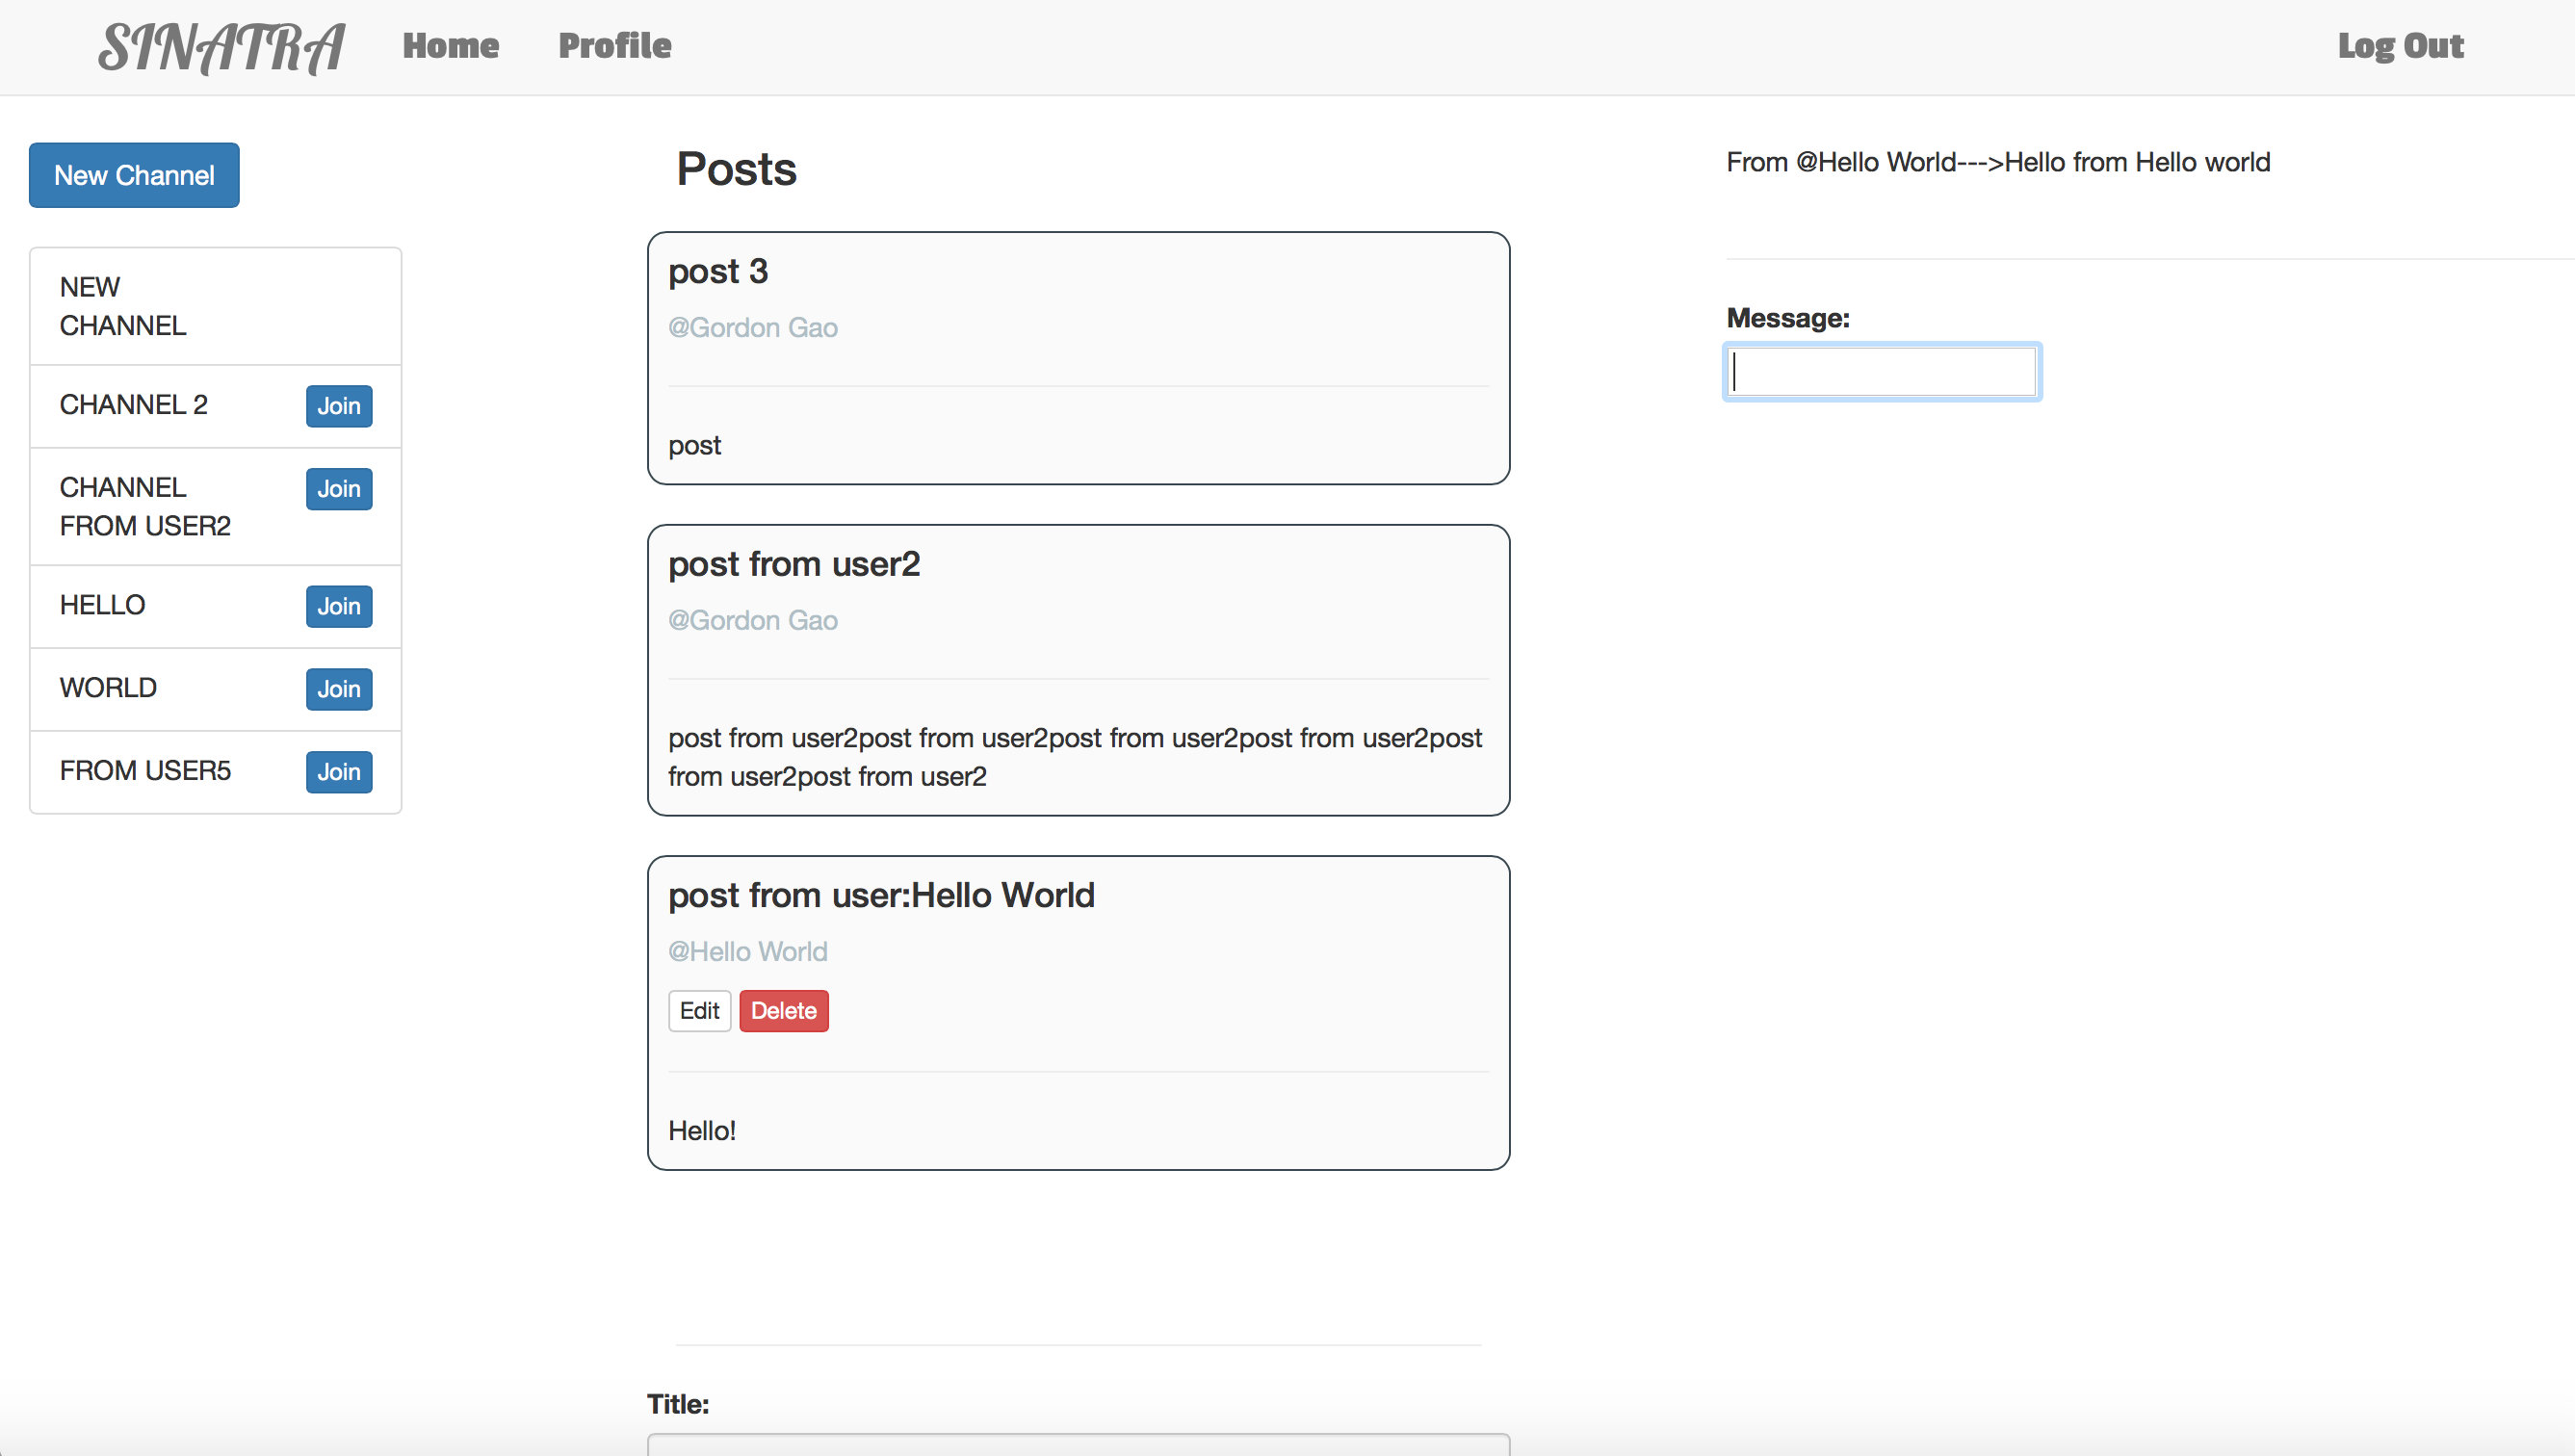 SINATRA
Home
Profile
Log Out
New Channel
NEW
CHANNEL
CHANNEL 2
Join
CHANNEL
FROM USER2
Join
HELLO
Join
WORLD
Join
FROM USER5
Join
Posts
post 3
@Gordon Gao
post
post from user2
@Gordon Gao
post from user2post from user2post from user2post from user2post
from user2post from user2
post from user:Hello World
@Hello World
Edit
Delete
Hello!
Title:
From @Hello World--->Hello from Hello world
Message: